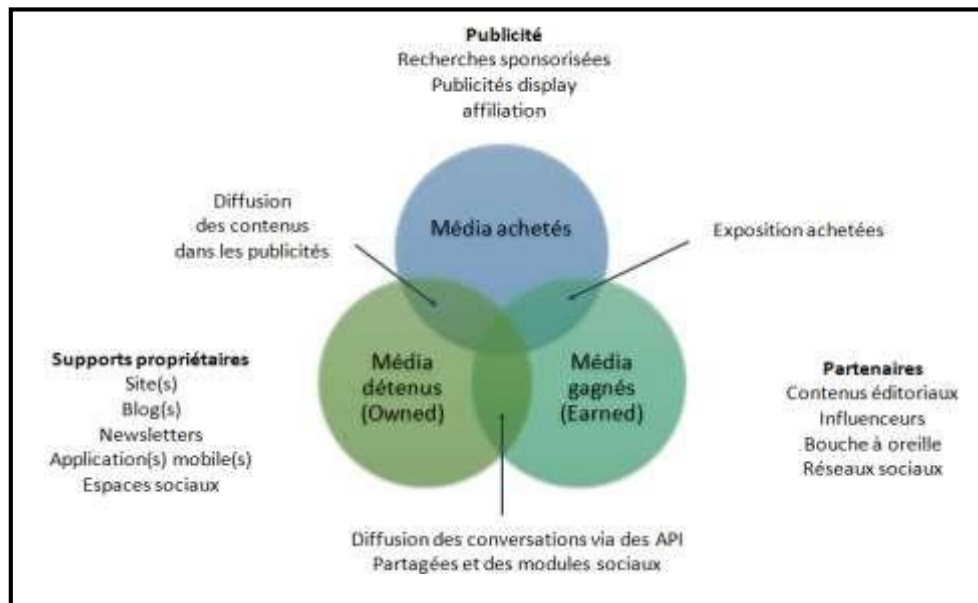 Publicité
Recherches sponsorisées
Publicités display
affiliation
Diffusion
des contenus
dans les publicités
Média achetés
Exposition achetées
Supports propriétaires
Site(s)
Blog(s)
Newsletters
Application(s) mobile(s)
Espaces sociaux
Média
détenus
(Owned)
Média
gagnés
(Earned)
Partenaires
Contenus éditoriaux
Influenceurs
Bouche à oreille
Réseaux sociaux
Diffusion des conversations via des API
Partagées et des modules sociaux